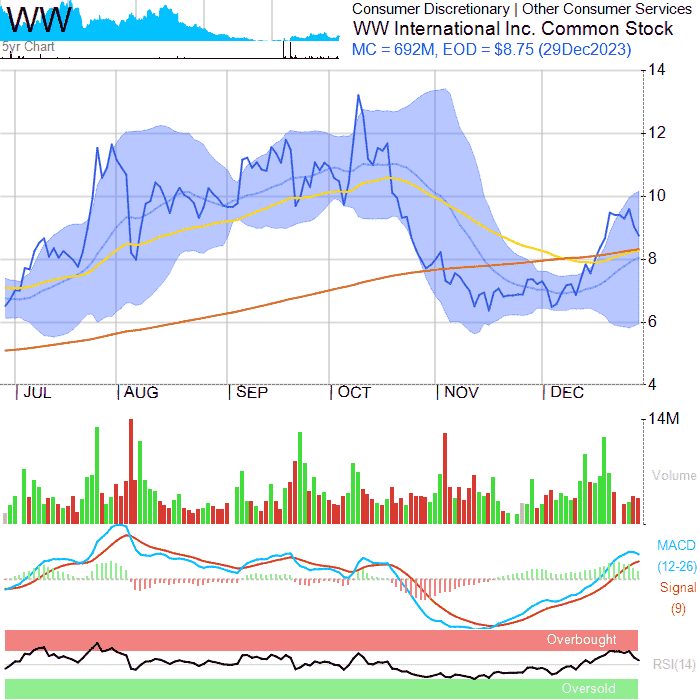 WW
5yr Chart
Consumer Discretionary | Other Consumer Services
WW International Inc. Common Stock
MC = 692M, EOD = $8.75 (29Dec2023)
14
12
10
8
6
4
JUL AUG SEP OCT NOV DEC
14M
Volume
MACD
(12-26)
Signal
(9)
Overbought
RSI(14)
Oversold